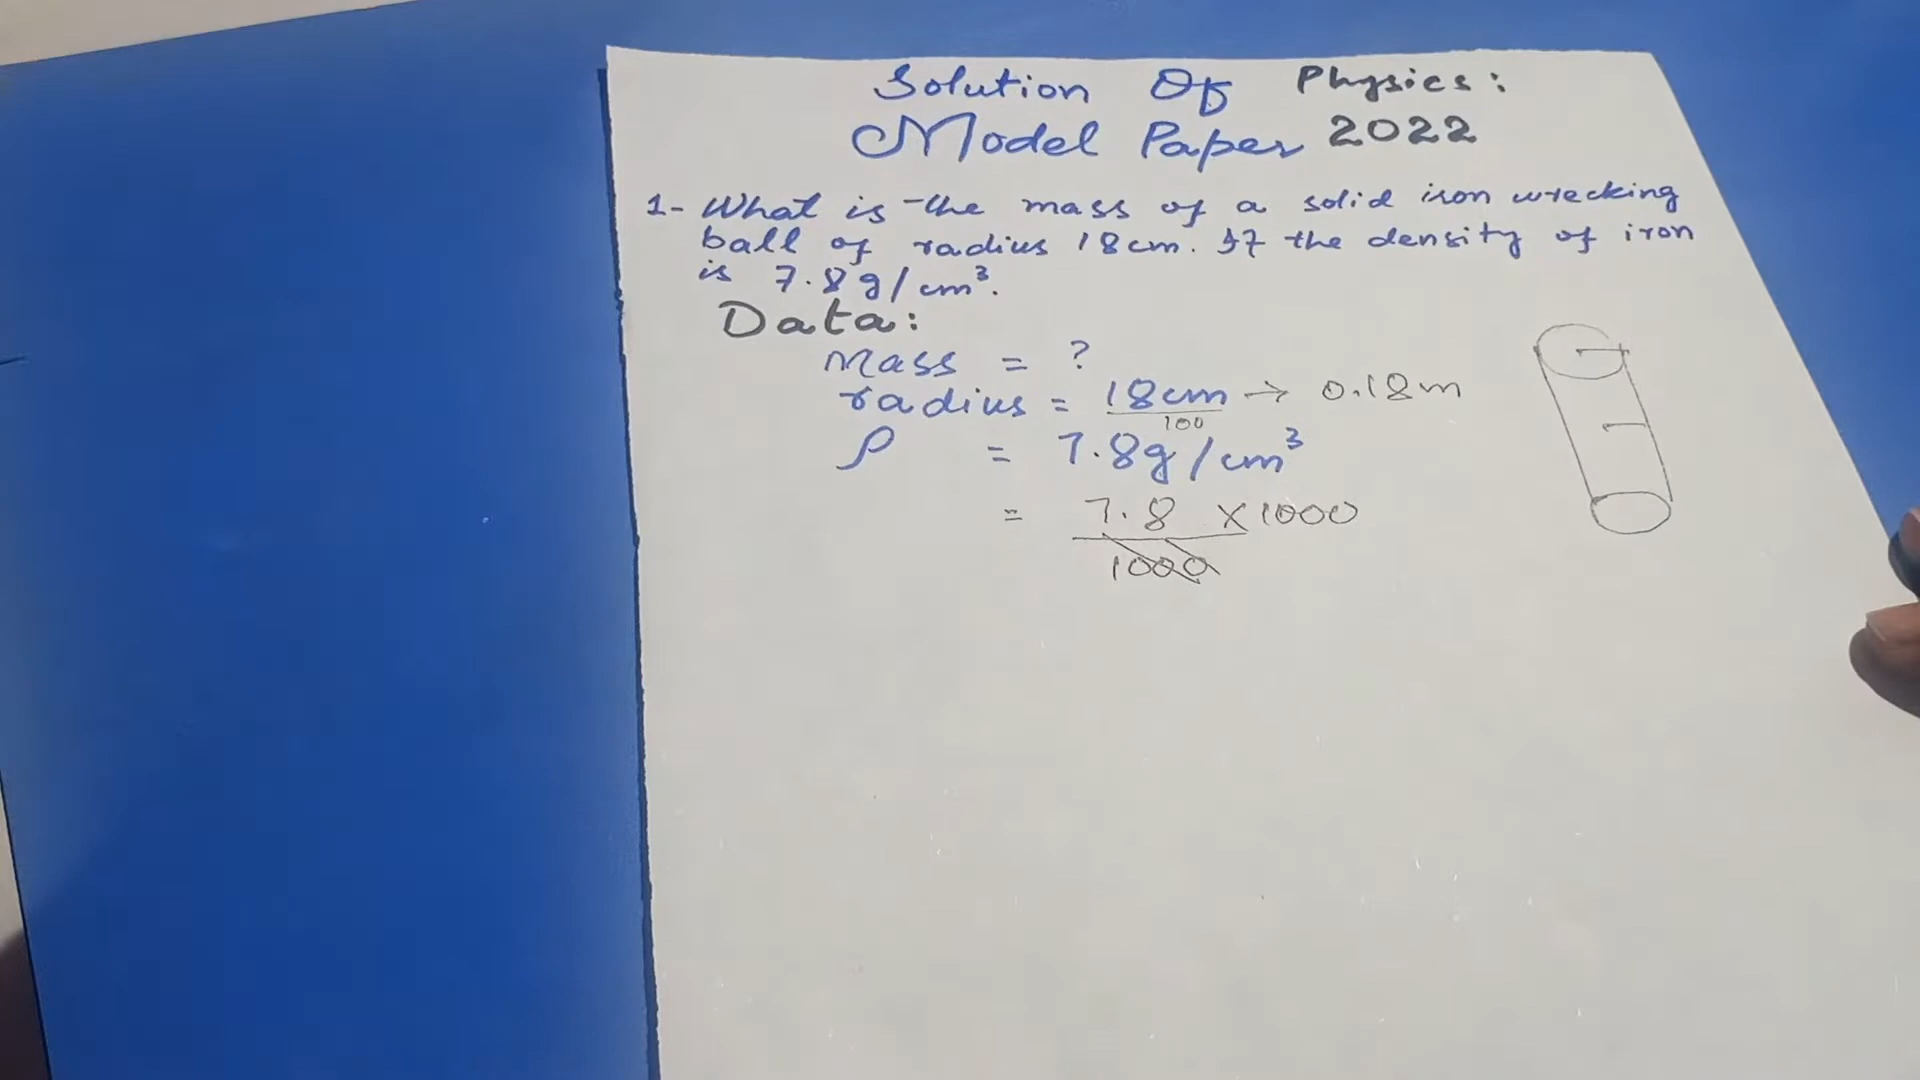 Solution Of Physics:
Model Paper 2022
1- What is the mass of a solid iron wrecking
ball of radius 18cm. If the density of iron
is 7.8g/cm³.
Data:
Mass = ?
radius = 18cm → 0.18m
100
ρ = 7.8g/cm³
= 7.8 × 1000
1000